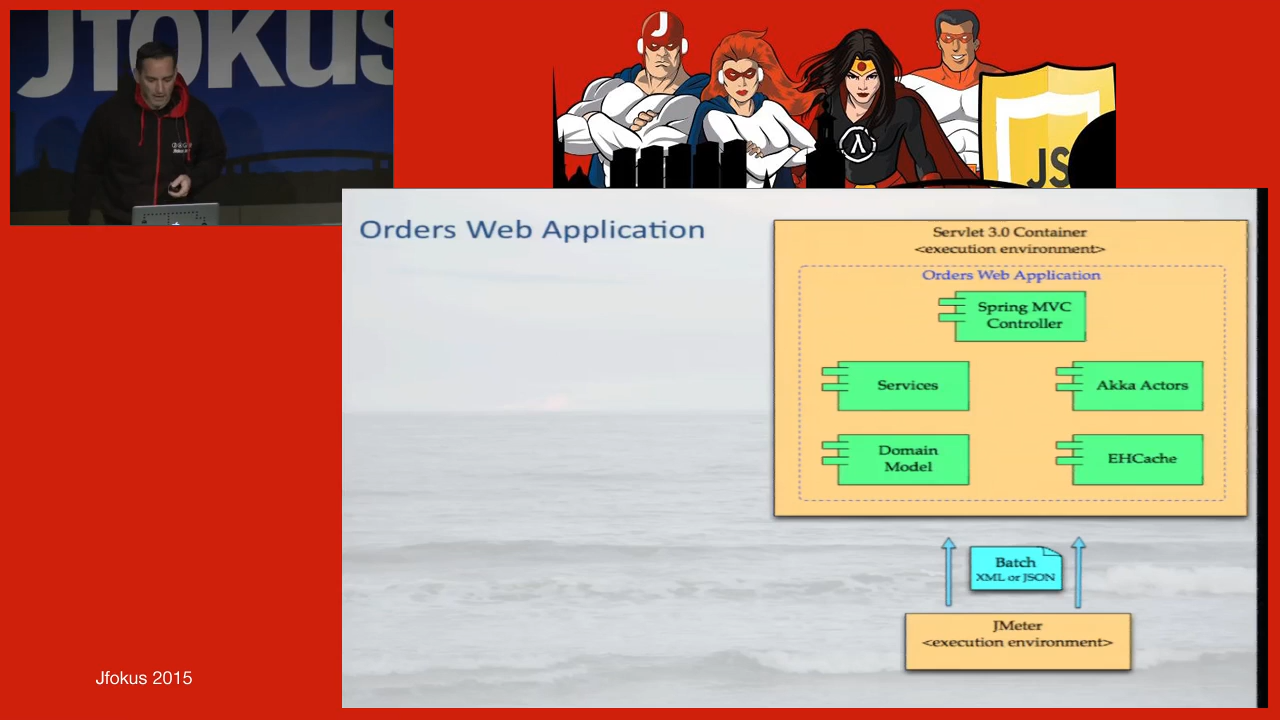 Jfokus
J
JS
Orders Web Application
Servlet 3.0 Container
<execution environment>
Orders Web Application
Spring MVC
Controller
Services
Akka Actors
Domain
Model
EHCache
Batch
XML or JSON
JMeter
<execution environment>
Jfokus 2015